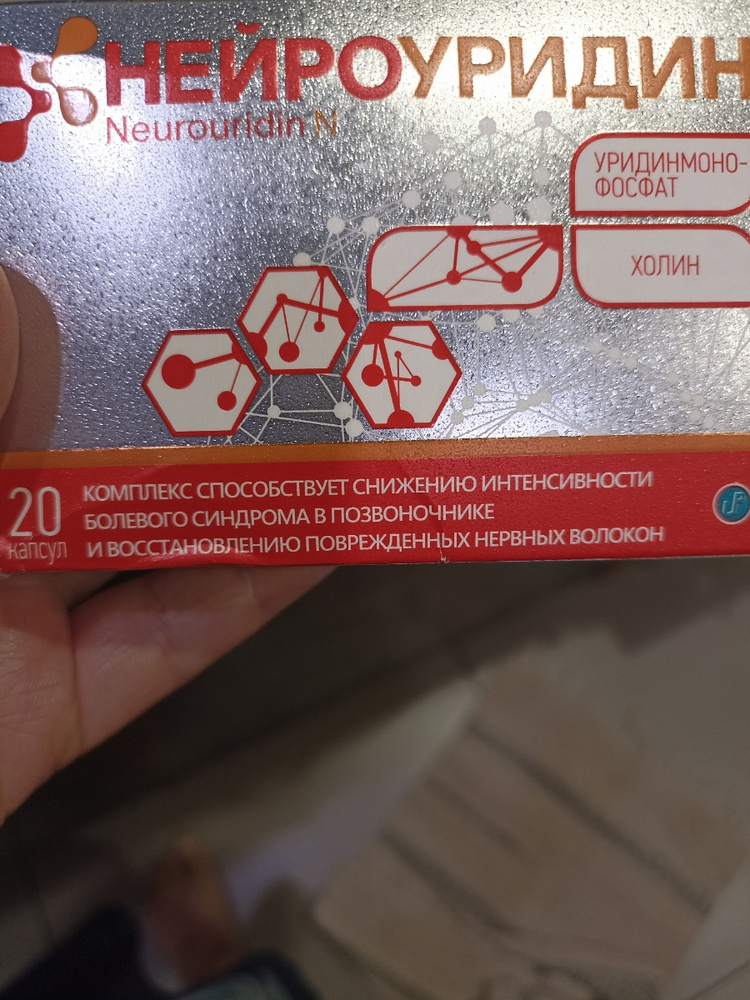 НЕЙРОУРИДИН
Neurouridin N
УРИДИНМОНО-
ФОСФАТ
ХОЛИН
20
капсул
КОМПЛЕКС СПОСОБСТВУЕТ СНИЖЕНИЮ ИНТЕНСИВНОСТИ
БОЛЕВОГО СИНДРОМА В ПОЗВОНОЧНИКЕ
И ВОССТАНОВЛЕНИЮ ПОВРЕЖДЕННЫХ НЕРВНЫХ ВОЛОКОН